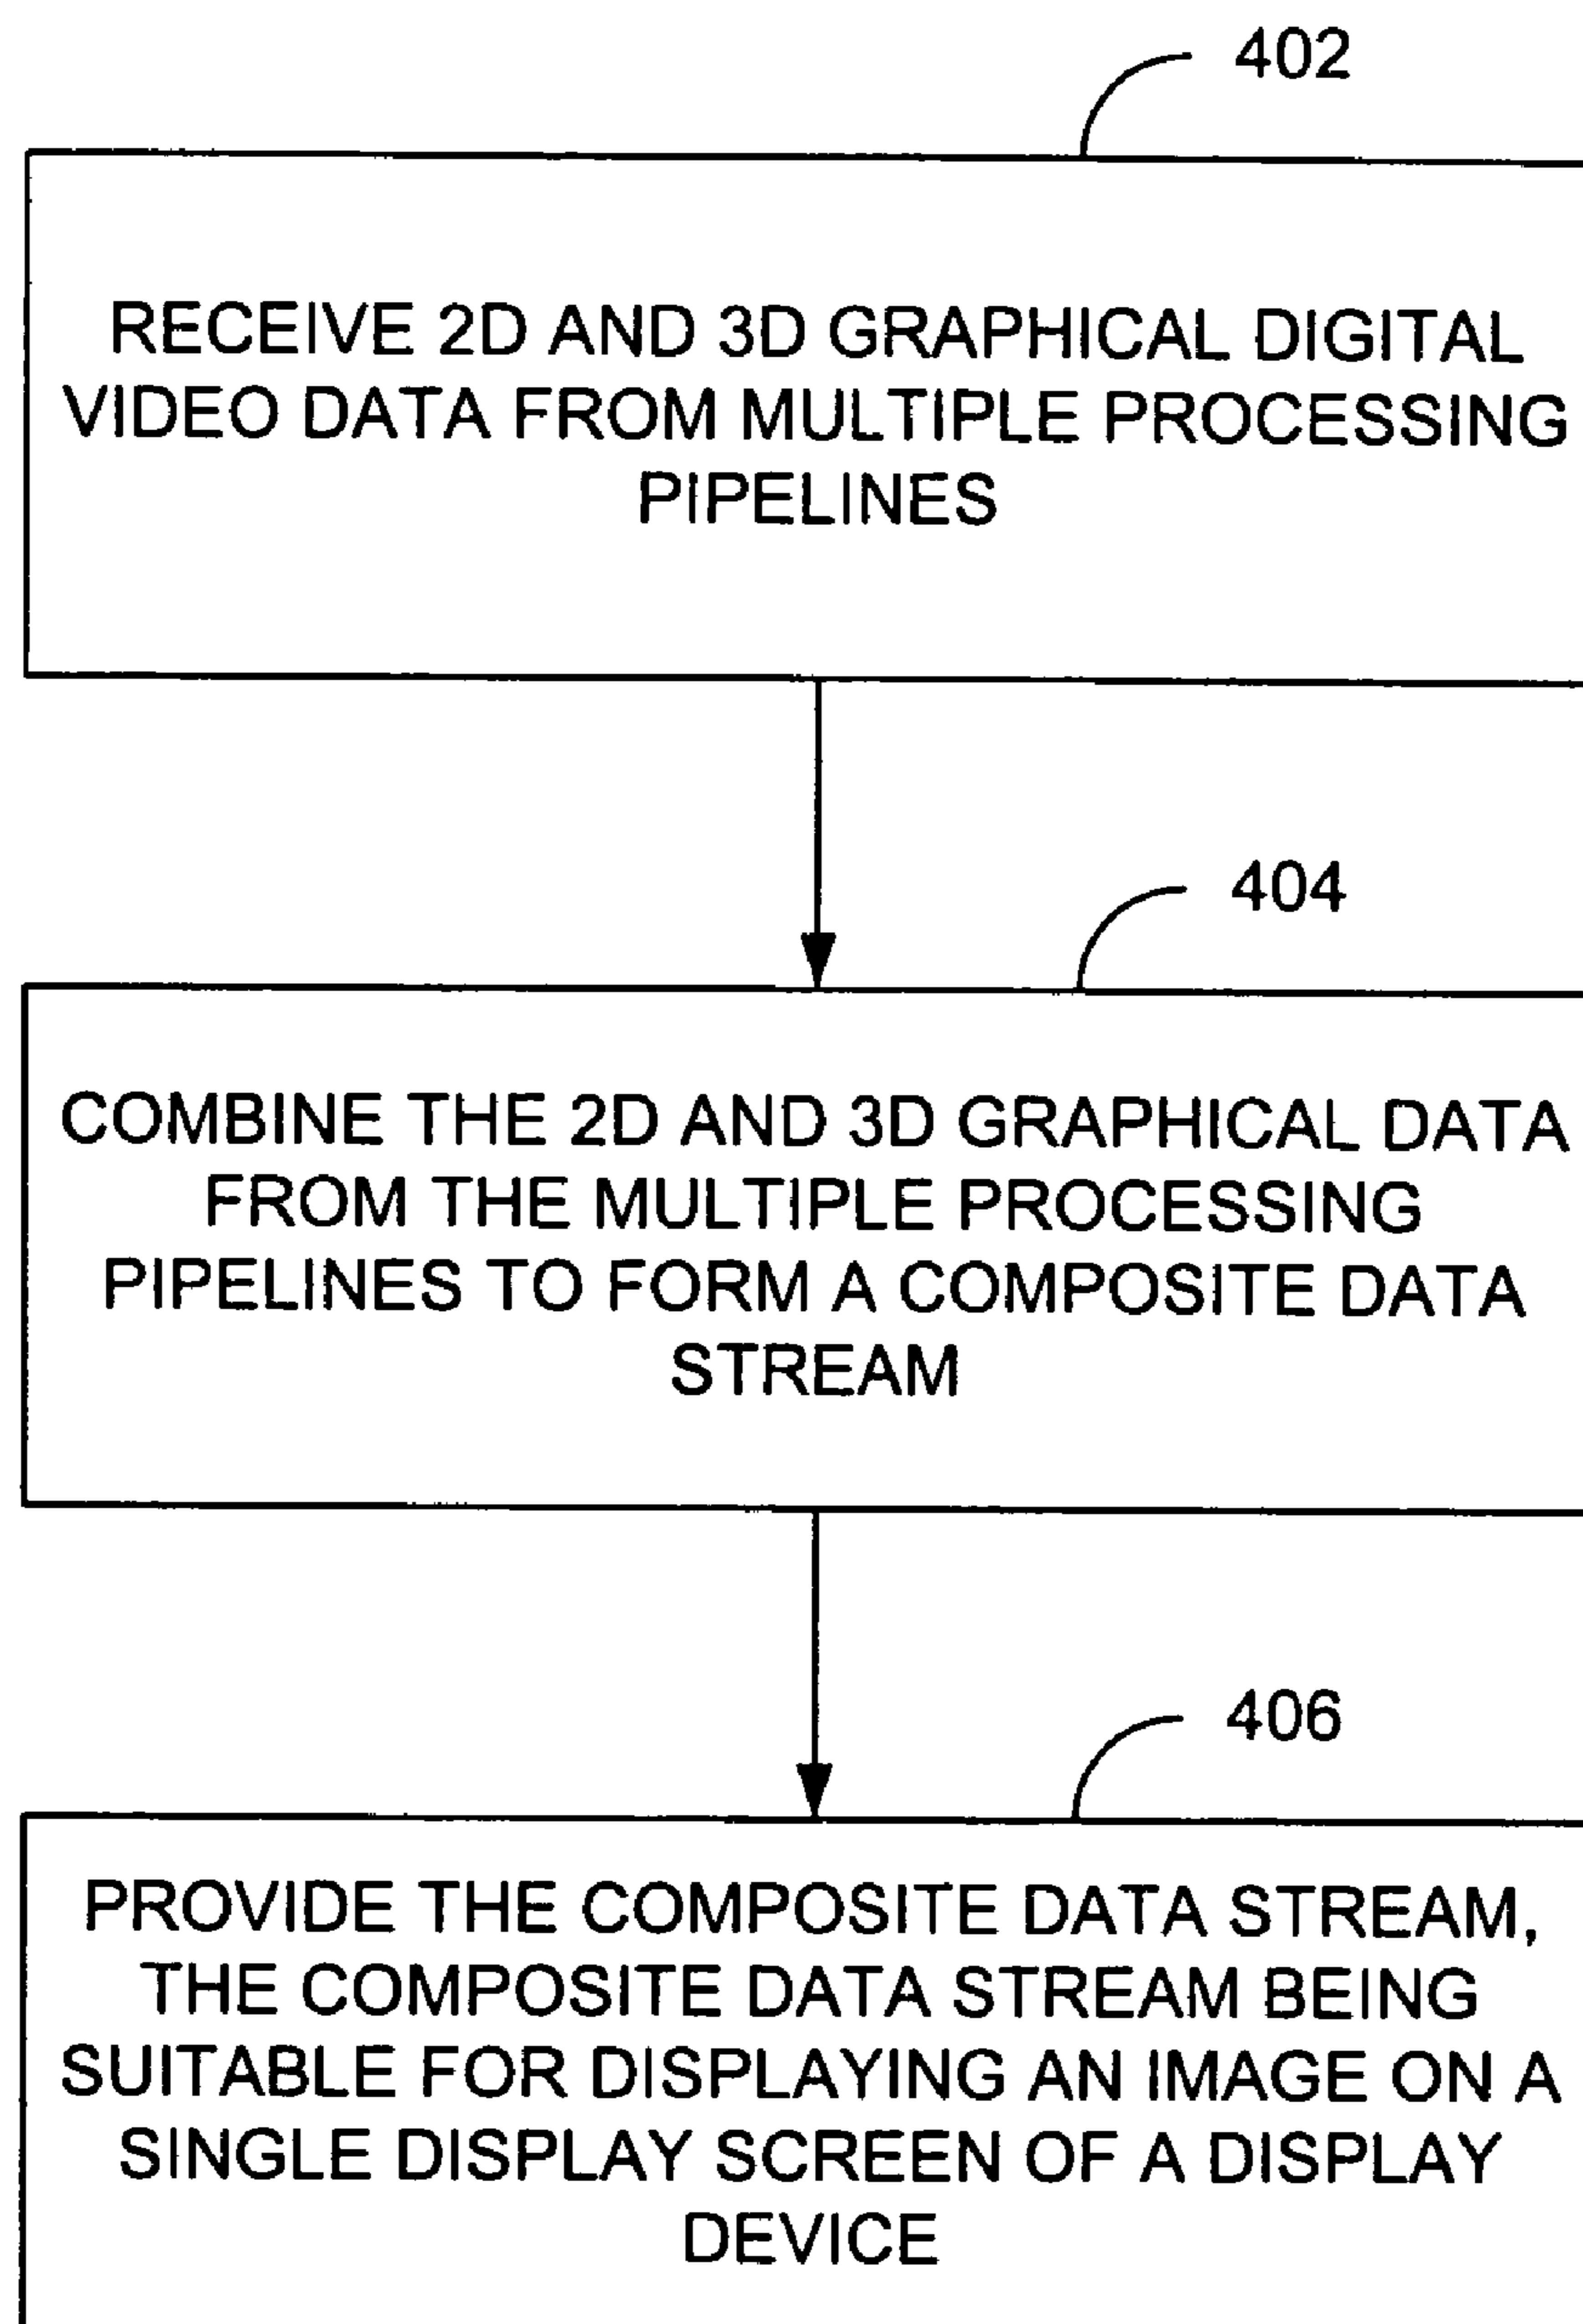 402
RECEIVE 2D AND 3D GRAPHICAL DIGITAL
VIDEO DATA FROM MULTIPLE PROCESSING
PIPELINES
404
COMBINE THE 2D AND 3D GRAPHICAL DATA
FROM THE MULTIPLE PROCESSING
PIPELINES TO FORM A COMPOSITE DATA
STREAM
406
PROVIDE THE COMPOSITE DATA STREAM,
THE COMPOSITE DATA STREAM BEING
SUITABLE FOR DISPLAYING AN IMAGE ON A
SINGLE DISPLAY SCREEN OF A DISPLAY
DEVICE